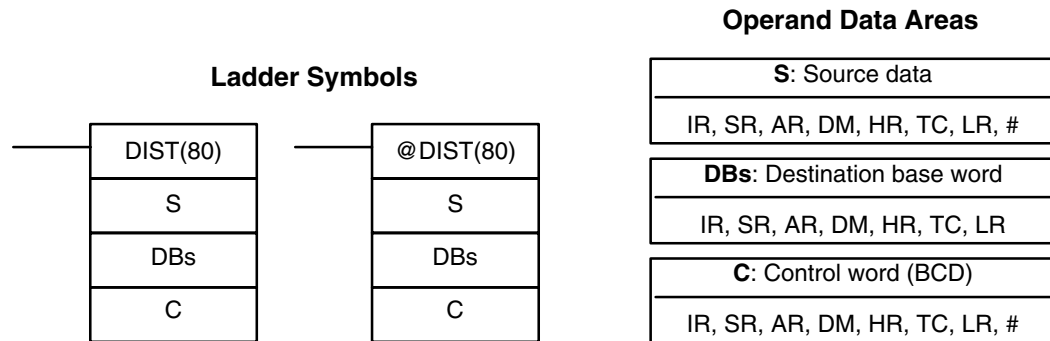 Ladder Symbols
DIST(80)
S
DBs
C
@DIST(80)
S
DBs
C
Operand Data Areas
S: Source data
IR, SR, AR, DM, HR, TC, LR, #
DBs: Destination base word
IR, SR, AR, DM, HR, TC, LR
C: Control word (BCD)
IR, SR, AR, DM, HR, TC, LR, #